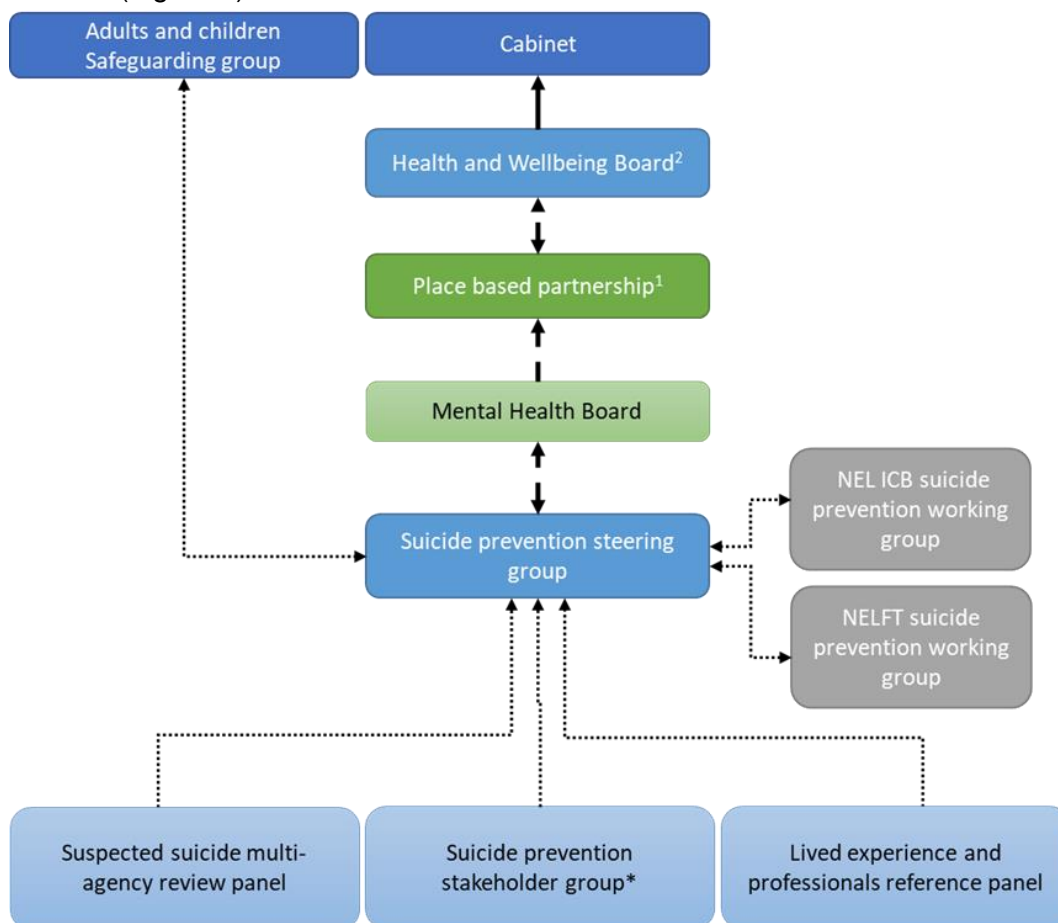 Adults and children
Safeguarding group
Cabinet
Health and Wellbeing Board²
Place based partnership¹
Mental Health Board
Suicide prevention steering
group
NEL ICB suicide
prevention working
group
NELFT suicide
prevention working
group
Suspected suicide multi-
agency review panel
Suicide prevention
stakeholder group*
Lived experience and
professionals reference panel